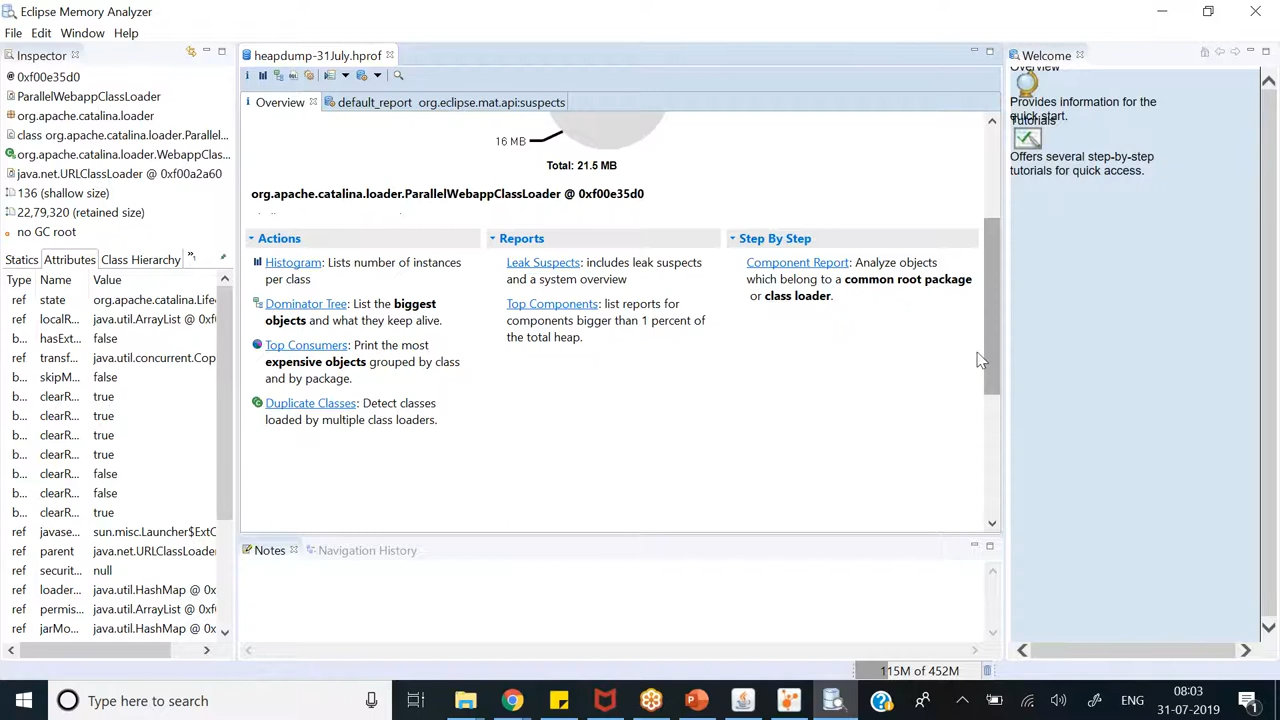 Eclipse Memory Analyzer
File Edit Window Help
Inspector
0xf00e35d0
ParallelWebappClassLoader
org.apache.catalina.loader
class org.apache.catalina.loader.Parallel...
org.apache.catalina.loader.WebappClas...
java.net.URLClassLoader @ 0xf00a2a60
136 (shallow size)
22,79,320 (retained size)
no GC root
Statics Attributes Class Hierarchy »1
Type Name Value
ref state org.apache.catalina.Life
ref localR... java.util.ArrayList @ 0xf
b... hasExt... false
ref transf... java.util.concurrent.Cop
b... skipM... false
b... clearR... true
b... clearR... true
b... clearR... true
b... clearR... true
b... clearR... false
b... clearR... false
b... clearR... true
ref javase... sun.misc.Launcher$ExtC
ref parent java.net.URLClassLoader
ref securit... null
ref loader... java.util.HashMap @ 0x
ref permis... java.util.ArrayList @ 0xf
ref jarMo... java.util.HashMap @ 0x
heapdump-31July.hprof
Overview default_report org.eclipse.mat.api:suspects
16 MB
Total: 21.5 MB
org.apache.catalina.loader.ParallelWebappClassLoader @ 0xf00e35d0
Actions
Histogram: Lists number of instances
per class
Dominator Tree: List the biggest
objects and what they keep alive.
Top Consumers: Print the most
expensive objects grouped by class
and by package.
Duplicate Classes: Detect classes
loaded by multiple class loaders.
Reports
Leak Suspects: includes leak suspects
and a system overview
Top Components: list reports for
components bigger than 1 percent of
the total heap.
Step By Step
Component Report: Analyze objects
which belong to a common root package
or class loader.
Notes Navigation History
Welcome
Overview
Provides information for the
quick start.
Tutorials
Offers several step-by-step
tutorials for quick access.
115M of 452M
Type here to search
ENG
08:03
31-07-2019
1